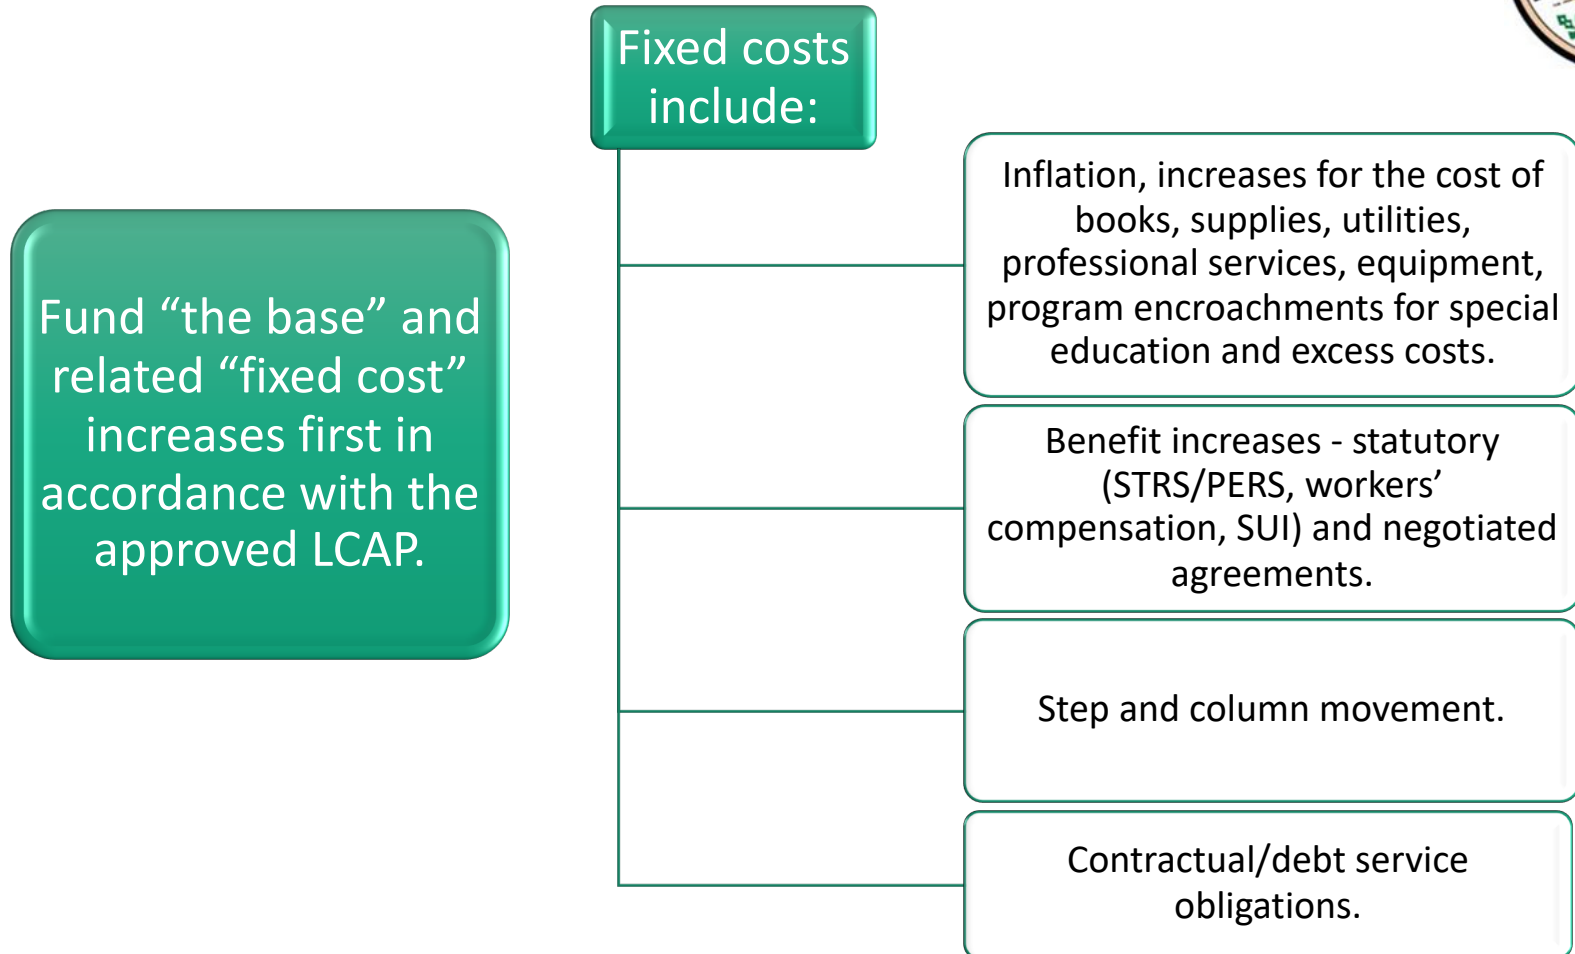 Fixed costs
include:
Fund “the base” and
related “fixed cost”
increases first in
accordance with the
approved LCAP.
Inflation, increases for the cost of
books, supplies, utilities,
professional services, equipment,
program encroachments for special
education and excess costs.
Benefit increases - statutory
(STRS/PERS, workers’
compensation, SUI) and negotiated
agreements.
Step and column movement.
Contractual/debt service
obligations.